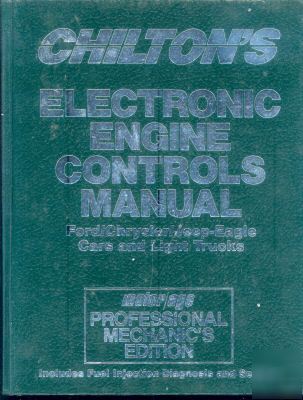 CHILTON'S
ELECTRONIC
ENGINE
CONTROLS
MANUAL
Ford/Chrysler/Jeep-Eagle
Cars and Light Trucks
motor/age
PROFESSIONAL
MECHANIC'S
EDITION
Includes Fuel Injection Diagnosis and Se